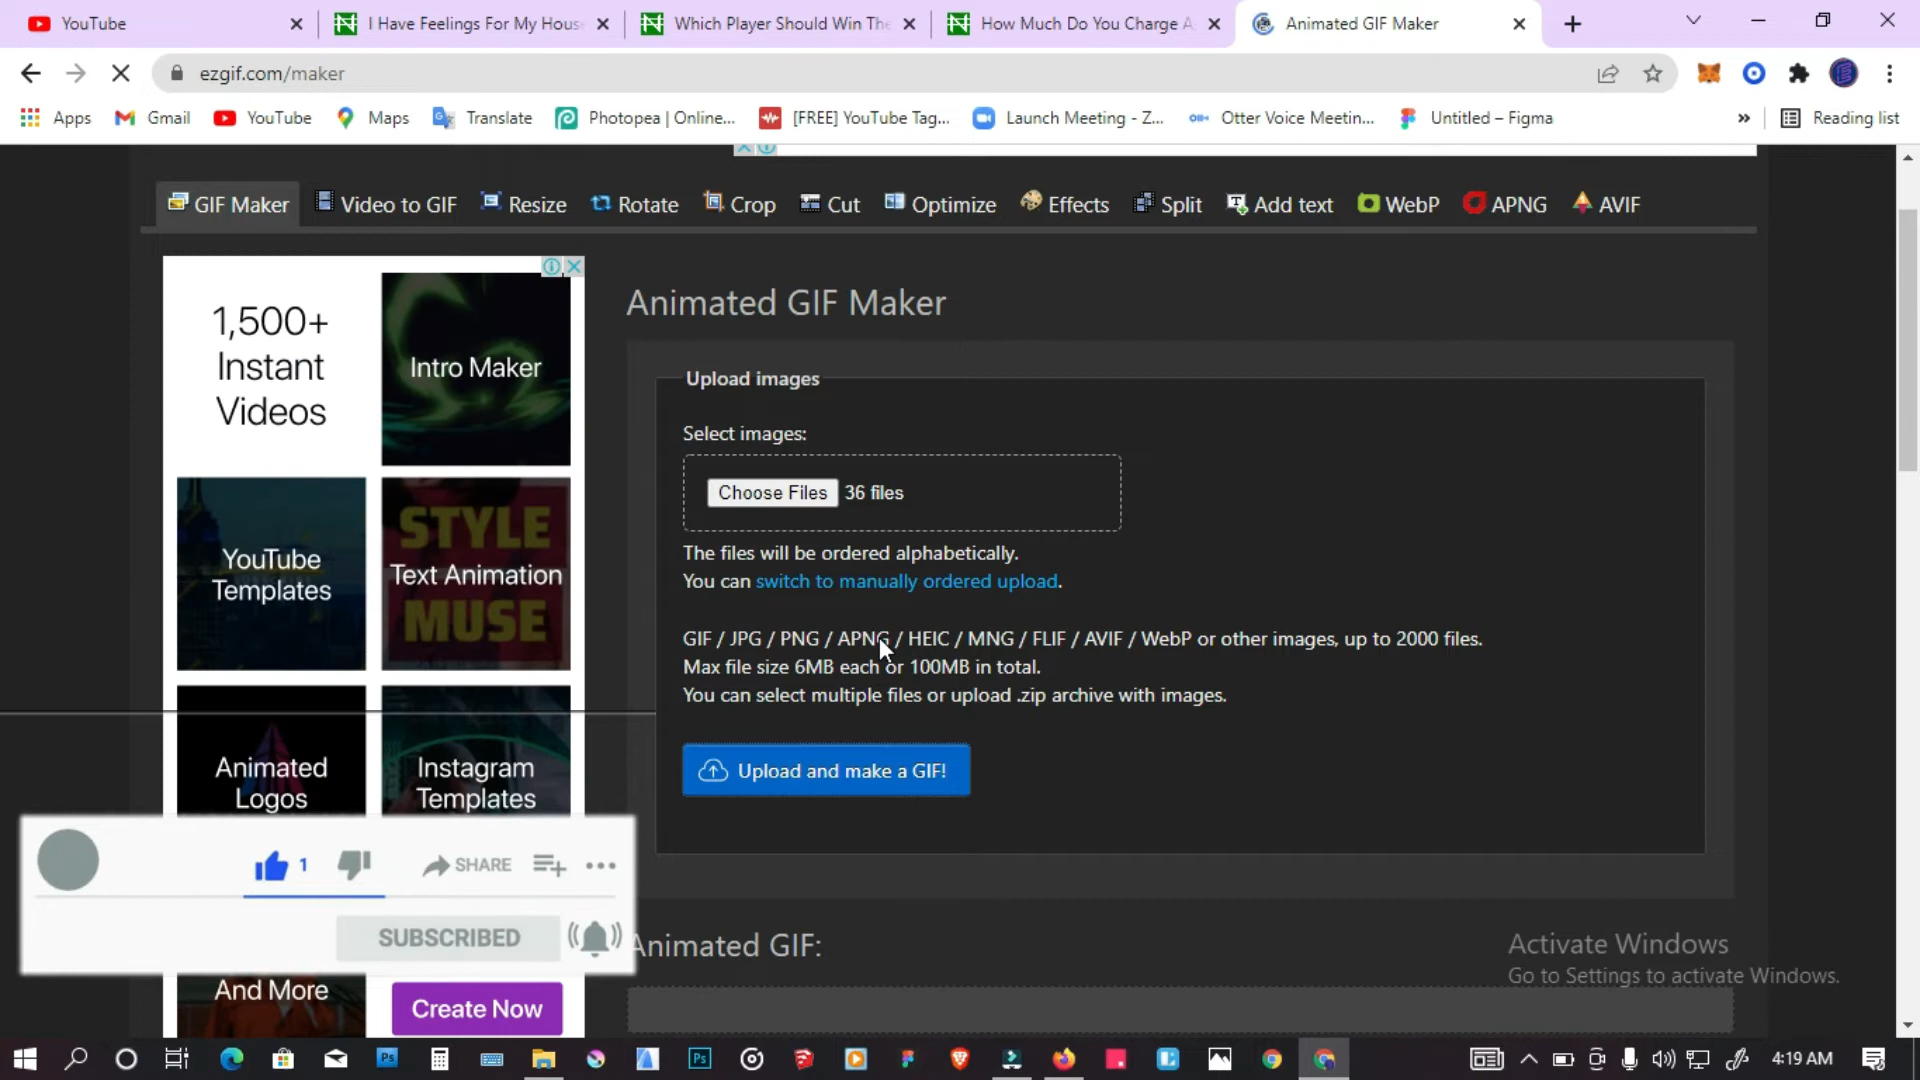 YouTube
I Have Feelings For My Hous
Which Player Should Win The
How Much Do You Charge A
Animated GIF Maker
ezgif.com/maker
Apps
Gmail
YouTube
Maps
Translate
Photopea | Online...
[FREE] YouTube Tag...
Launch Meeting - Z...
Otter Voice Meetin...
Untitled – Figma
»
Reading list
GIF Maker
Video to GIF
Resize
Rotate
Crop
Cut
Optimize
Effects
Split
Add text
WebP
APNG
AVIF
1,500+
Instant
Videos
Intro Maker
YouTube
Templates
STYLE
Text Animation
MUSE
Animated
Logos
Instagram
Templates
And More
Create Now
Animated GIF Maker
Upload images
Select images:
Choose Files 36 files
The files will be ordered alphabetically.
You can switch to manually ordered upload.
GIF / JPG / PNG / APNG / HEIC / MNG / FLIF / AVIF / WebP or other images, up to 2000 files.
Max file size 6MB each or 100MB in total.
You can select multiple files or upload .zip archive with images.
Upload and make a GIF!
1
SHARE
SUBSCRIBED
Animated GIF:
Activate Windows
Go to Settings to activate Windows.
4:19 AM